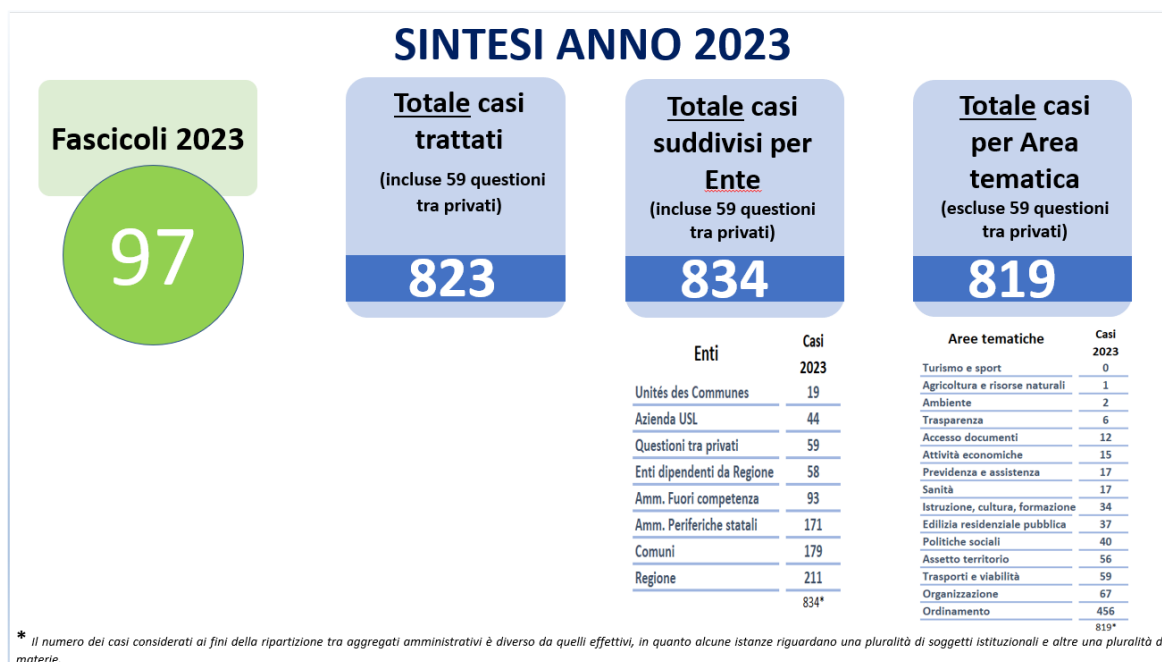 SINTESI ANNO 2023
Fascicoli 2023
97
Totale casi
trattati
(incluse 59 questioni
tra privati)
823
Totale casi
suddivisi per
Ente
(incluse 59 questioni
tra privati)
834
Totale casi
per Area
tematica
(escluse 59 questioni
tra privati)
819
Enti Casi
2023
Unités des Communes 19
Azienda USL 44
Questioni tra privati 59
Enti dipendenti da Regione 58
Amm. Fuori competenza 93
Amm. Periferiche statali 171
Comuni 179
Regione 211
834*
Aree tematiche Casi
2023
Turismo e sport 0
Agricoltura e risorse naturali 1
Ambiente 2
Trasparenza 6
Accesso documenti 12
Attività economiche 15
Previdenza e assistenza 17
Sanità 17
Istruzione, cultura, formazione 34
Edilizia residenziale pubblica 37
Politiche sociali 40
Assetto territorio 56
Trasporti e viabilità 59
Organizzazione 67
Ordinamento 456
819*
* Il numero dei casi considerati ai fini della ripartizione tra aggregati amministrativi è diverso da quelli effettivi, in quanto alcune istanze riguardano una pluralità di soggetti istituzionali e altre una pluralità d
materie.